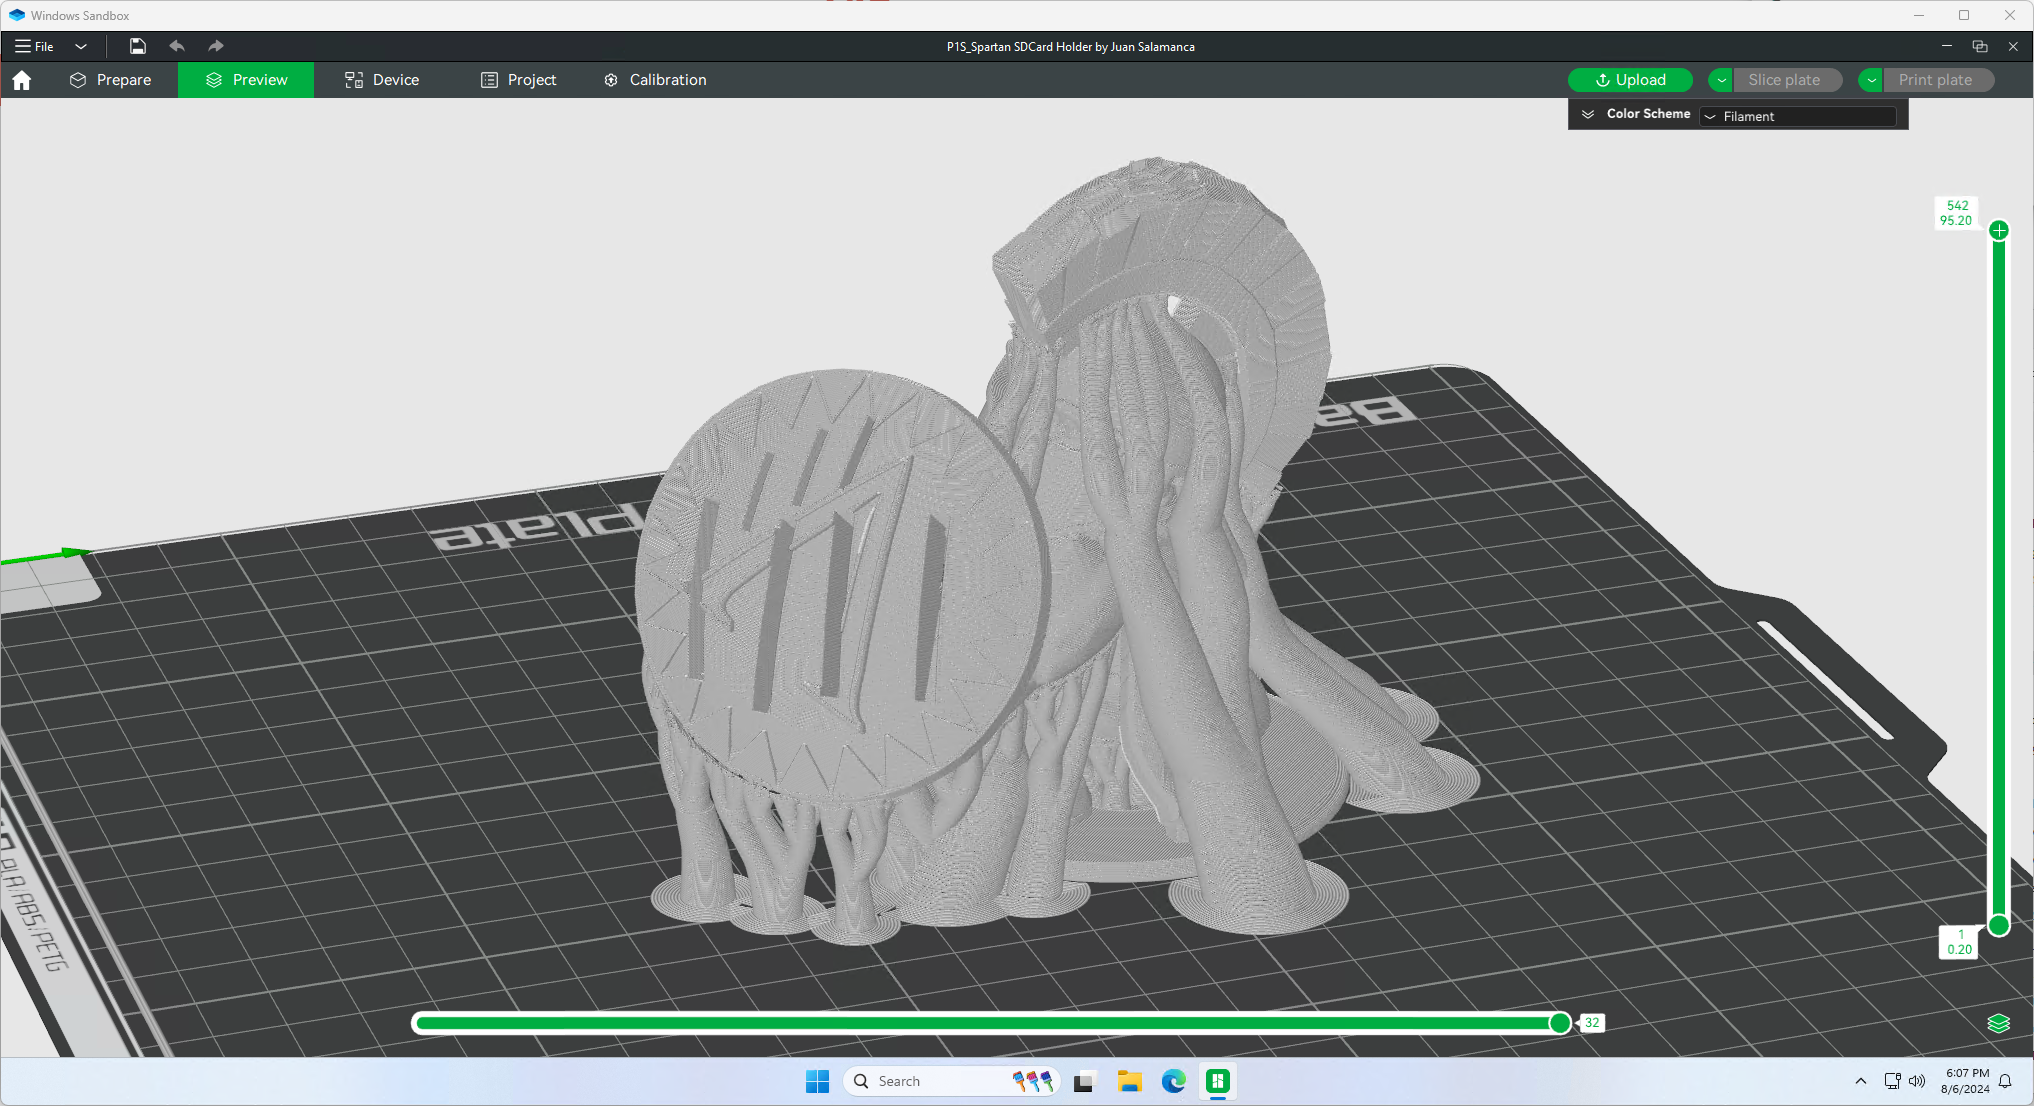 Windows Sandbox
File
P1S_Spartan SDCard Holder by Juan Salamanca
Prepare
Preview
Device
Project
Calibration
Upload
Slice plate
Print plate
Color Scheme
Filament
542
95.20
Ba
Plate
PLA/ABS/PETG
1
0.20
32
Search
6:07 PM
8/6/2024